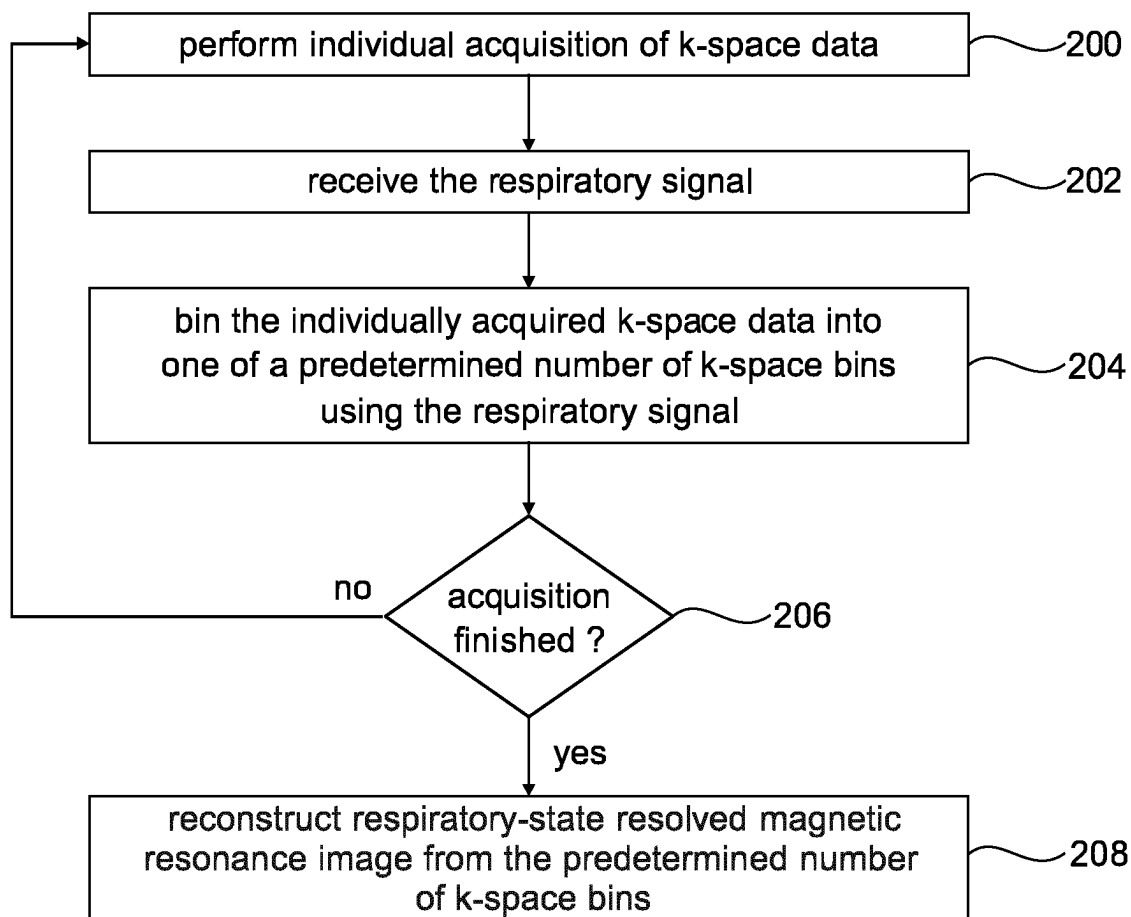 perform individual acquisition of k-space data
200
receive the respiratory signal
202
bin the individually acquired k-space data into
one of a predetermined number of k-space bins
using the respiratory signal
204
no
acquisition
finished ?
206
yes
reconstruct respiratory-state resolved magnetic
resonance image from the predetermined number
of k-space bins
208